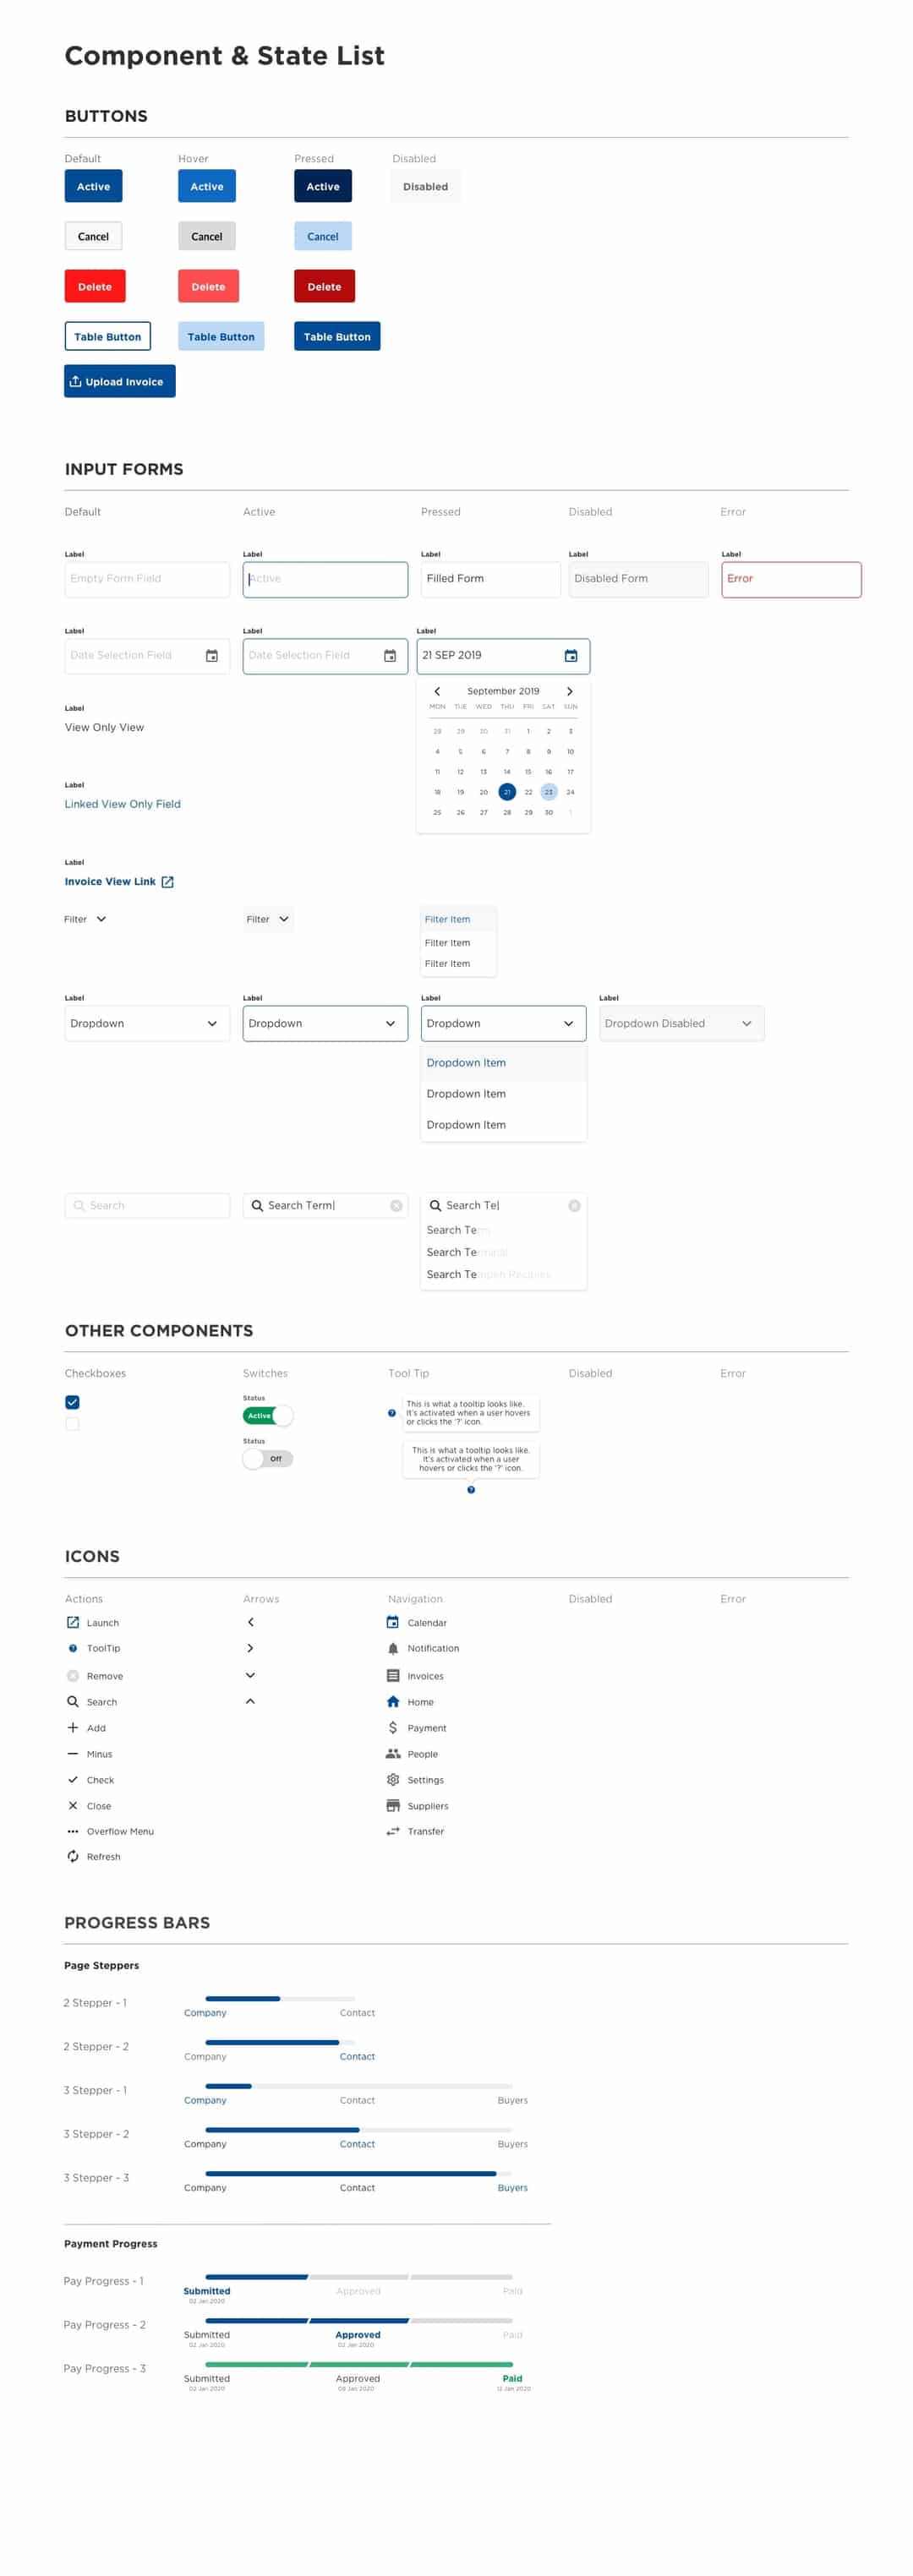 Component & State List
BUTTONS
Default Hover Pressed Disabled
Active Active Active Disabled
Cancel Cancel Cancel
Delete Delete Delete
Table Button Table Button Table Button
Upload Invoice
INPUT FORMS
Default Active Pressed Disabled Error
Label Label Label Label Label
Empty Form Field Active Filled Form Disabled Form Error
Label Label Label
Date Selection Field Date Selection Field 21 SEP 2019
September 2019
MON TUE WED THU FRI SAT SUN
28 29 30 31 1 2 3
4 5 6 7 8 9 10
11 12 13 14 15 16 17
18 19 20 21 22 23 24
25 26 27 28 29 30 1
Label
View Only View
Label
Linked View Only Field
Label
Invoice View Link
Filter Filter Filter Item
Filter Item
Filter Item
Label Label Label Label
Dropdown Dropdown Dropdown Dropdown Disabled
Dropdown Item
Dropdown Item
Dropdown Item
Search Search Term| Search Te|
Search Term
Search Terminal
Search Te
OTHER COMPONENTS
Checkboxes Switches Tool Tip Disabled Error
Status
Active
Status
Off
This is what a tooltip looks like.
It's activated when a user hovers
or clicks the '?' icon.
This is what a tooltip looks like.
It's activated when a user
hovers or clicks the '?' icon.
ICONS
Actions Arrows Navigation Disabled Error
Launch Calendar
ToolTip Notification
Remove Invoices
Search Home
Add Payment
Minus People
Check Settings
Close Suppliers
Overflow Menu Transfer
Refresh
PROGRESS BARS
Page Steppers
2 Stepper - 1
Company Contact
2 Stepper - 2
Company Contact
3 Stepper - 1
Company Contact Buyers
3 Stepper - 2
Company Contact Buyers
3 Stepper - 3
Company Contact Buyers
Payment Progress
Pay Progress - 1
Submitted Approved Paid
02 Jan 2020
Pay Progress - 2
Submitted Approved Paid
02 Jan 2020 02 Jan 2020
Pay Progress - 3
Submitted Approved Paid
02 Jan 2020 09 Jan 2020 12 Jan 2020